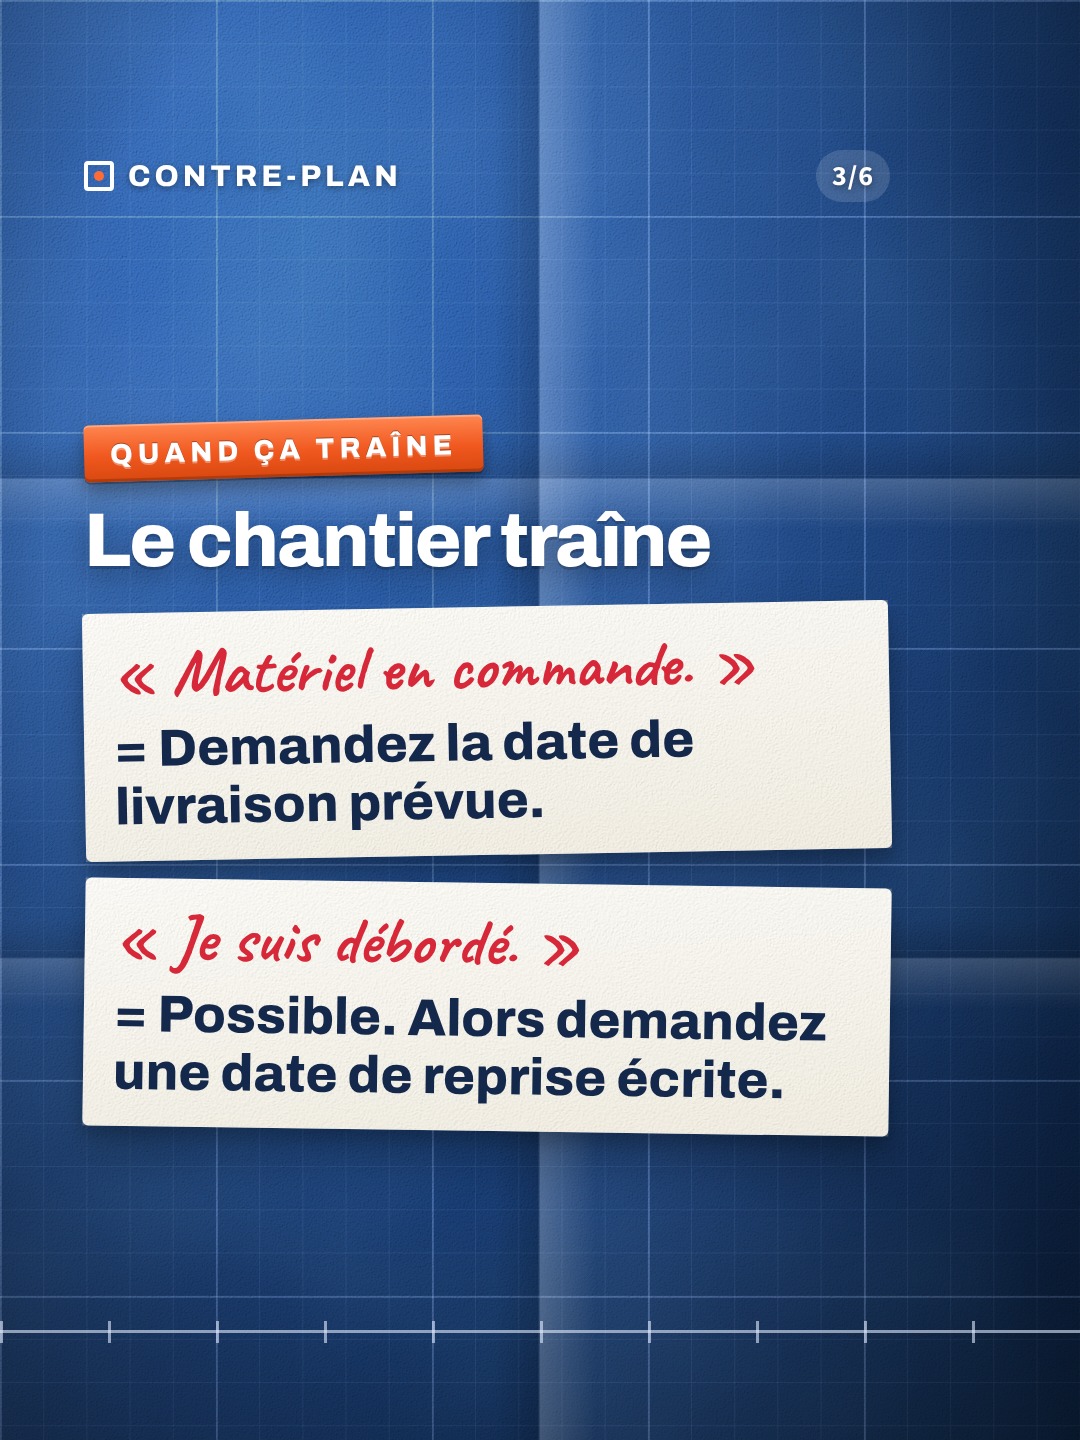 CONTRE-PLAN
3/6
QUAND ÇA TRAÎNE
Le chantier traîne
« Matériel en commande. »
= Demandez la date de
livraison prévue.
« Je suis débordé. »
= Possible. Alors demandez
une date de reprise écrite.